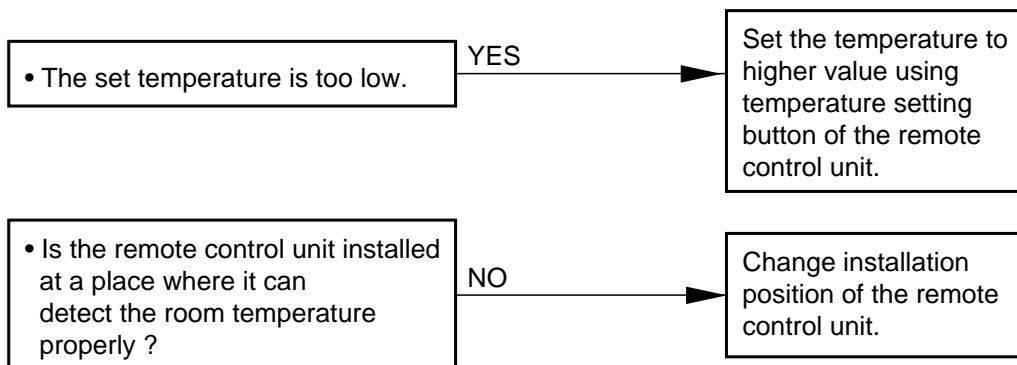 • The set temperature is too low.
YES
Set the temperature to
higher value using
temperature setting
button of the remote
control unit.
• Is the remote control unit installed
at a place where it can
detect the room temperature
properly ?
NO
Change installation
position of the remote
control unit.